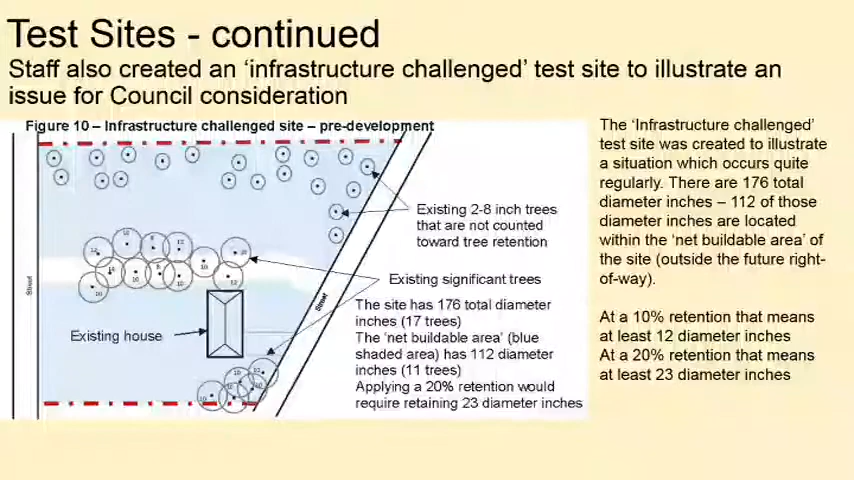 Test Sites - continued
Staff also created an ‘infrastructure challenged’ test site to illustrate an
issue for Council consideration
Figure 10 – Infrastructure challenged site – pre-development
Existing 2-8 inch trees
that are not counted
toward tree retention
Existing significant trees
Street
Street
Existing house
The site has 176 total diameter
inches (17 trees)
The ‘net buildable area’ (blue
shaded area) has 112 diameter
inches (11 trees)
Applying a 20% retention would
require retaining 23 diameter inches
The ‘Infrastructure challenged’
test site was created to illustrate
a situation which occurs quite
regularly. There are 176 total
diameter inches – 112 of those
diameter inches are located
within the ‘net buildable area’ of
the site (outside the future right-
of-way).
At a 10% retention that means
at least 12 diameter inches
At a 20% retention that means
at least 23 diameter inches